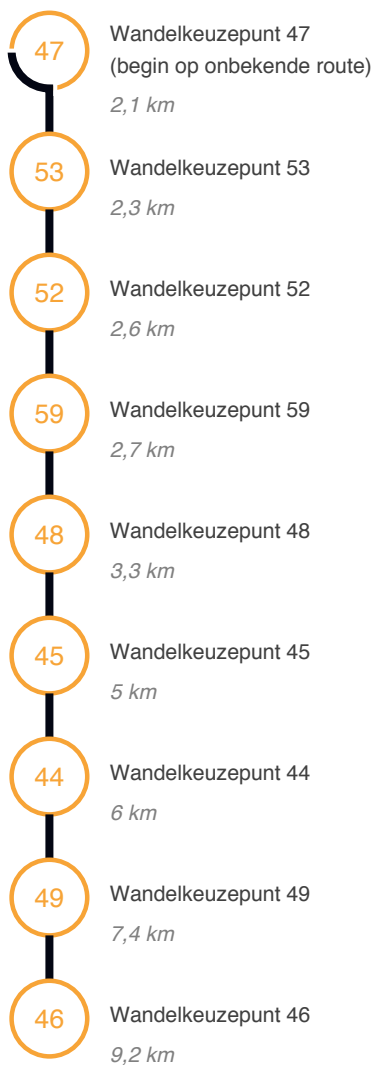 47
Wandelkeuzepunt 47
(begin op onbekende route)
2,1 km
53
Wandelkeuzepunt 53
2,3 km
52
Wandelkeuzepunt 52
2,6 km
59
Wandelkeuzepunt 59
2,7 km
48
Wandelkeuzepunt 48
3,3 km
45
Wandelkeuzepunt 45
5 km
44
Wandelkeuzepunt 44
6 km
49
Wandelkeuzepunt 49
7,4 km
46
Wandelkeuzepunt 46
9,2 km